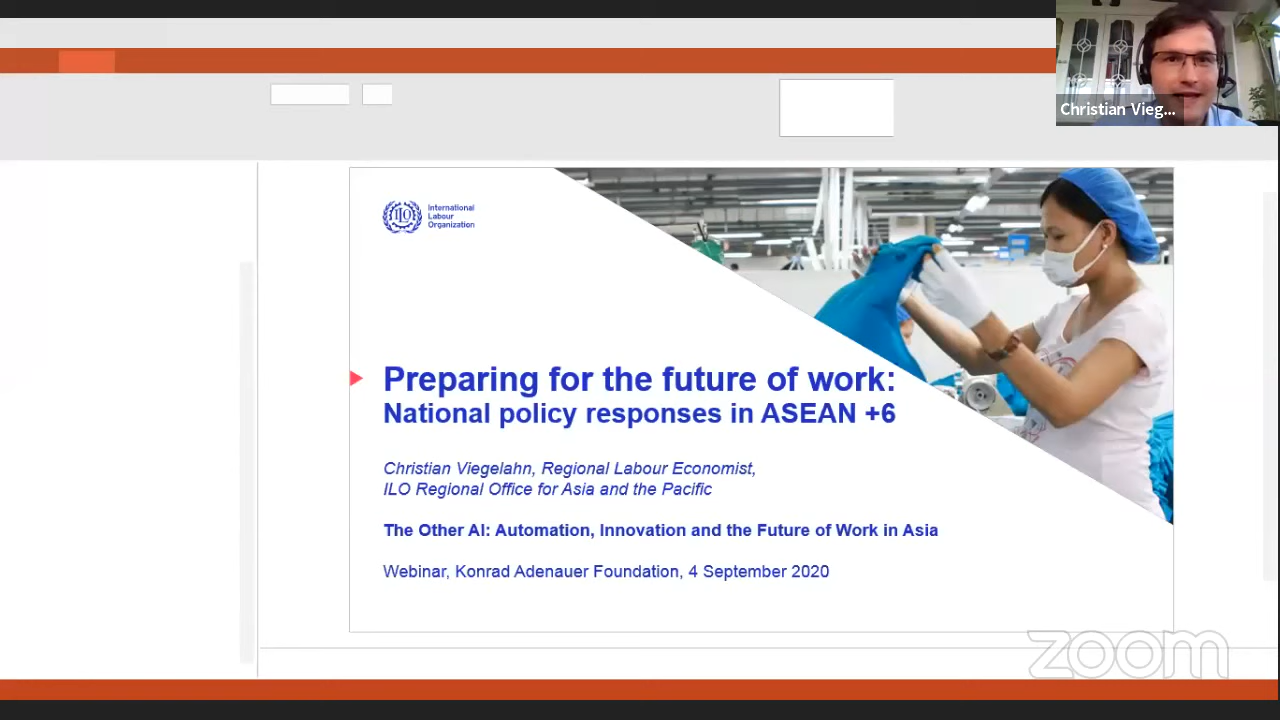 Christian Vieg...
ILO
International
Labour
Organization
Preparing for the future of work:
National policy responses in ASEAN +6
Christian Viegelahn, Regional Labour Economist,
ILO Regional Office for Asia and the Pacific
The Other AI: Automation, Innovation and the Future of Work in Asia
Webinar, Konrad Adenauer Foundation, 4 September 2020
zoom